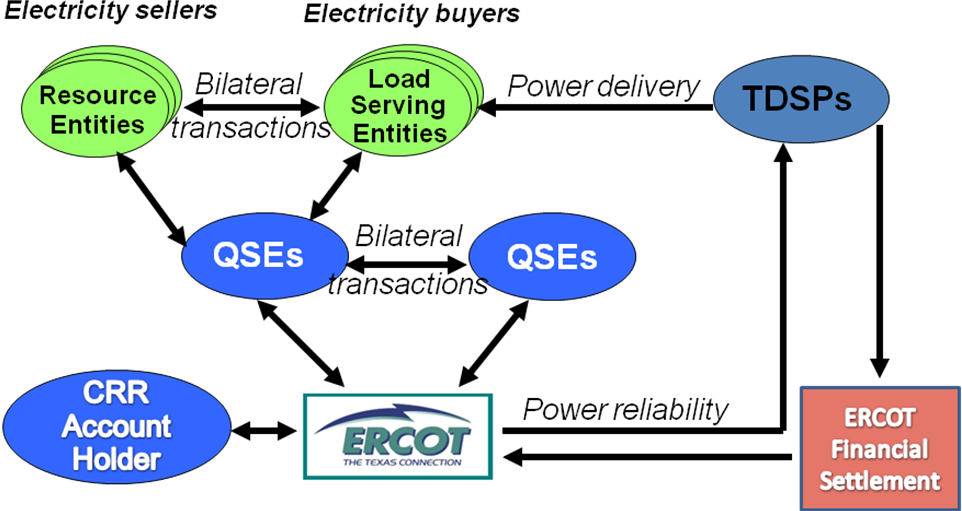 Electricity sellers
Electricity buyers
Resource
Entities
Bilateral
transactions
Load
Serving
Entities
Power delivery
TDSPs
QSEs
Bilateral
transactions
QSEs
CRR
Account
Holder
ERCOT
THE TEXAS CONNECTION
Power reliability
ERCOT
Financial
Settlement